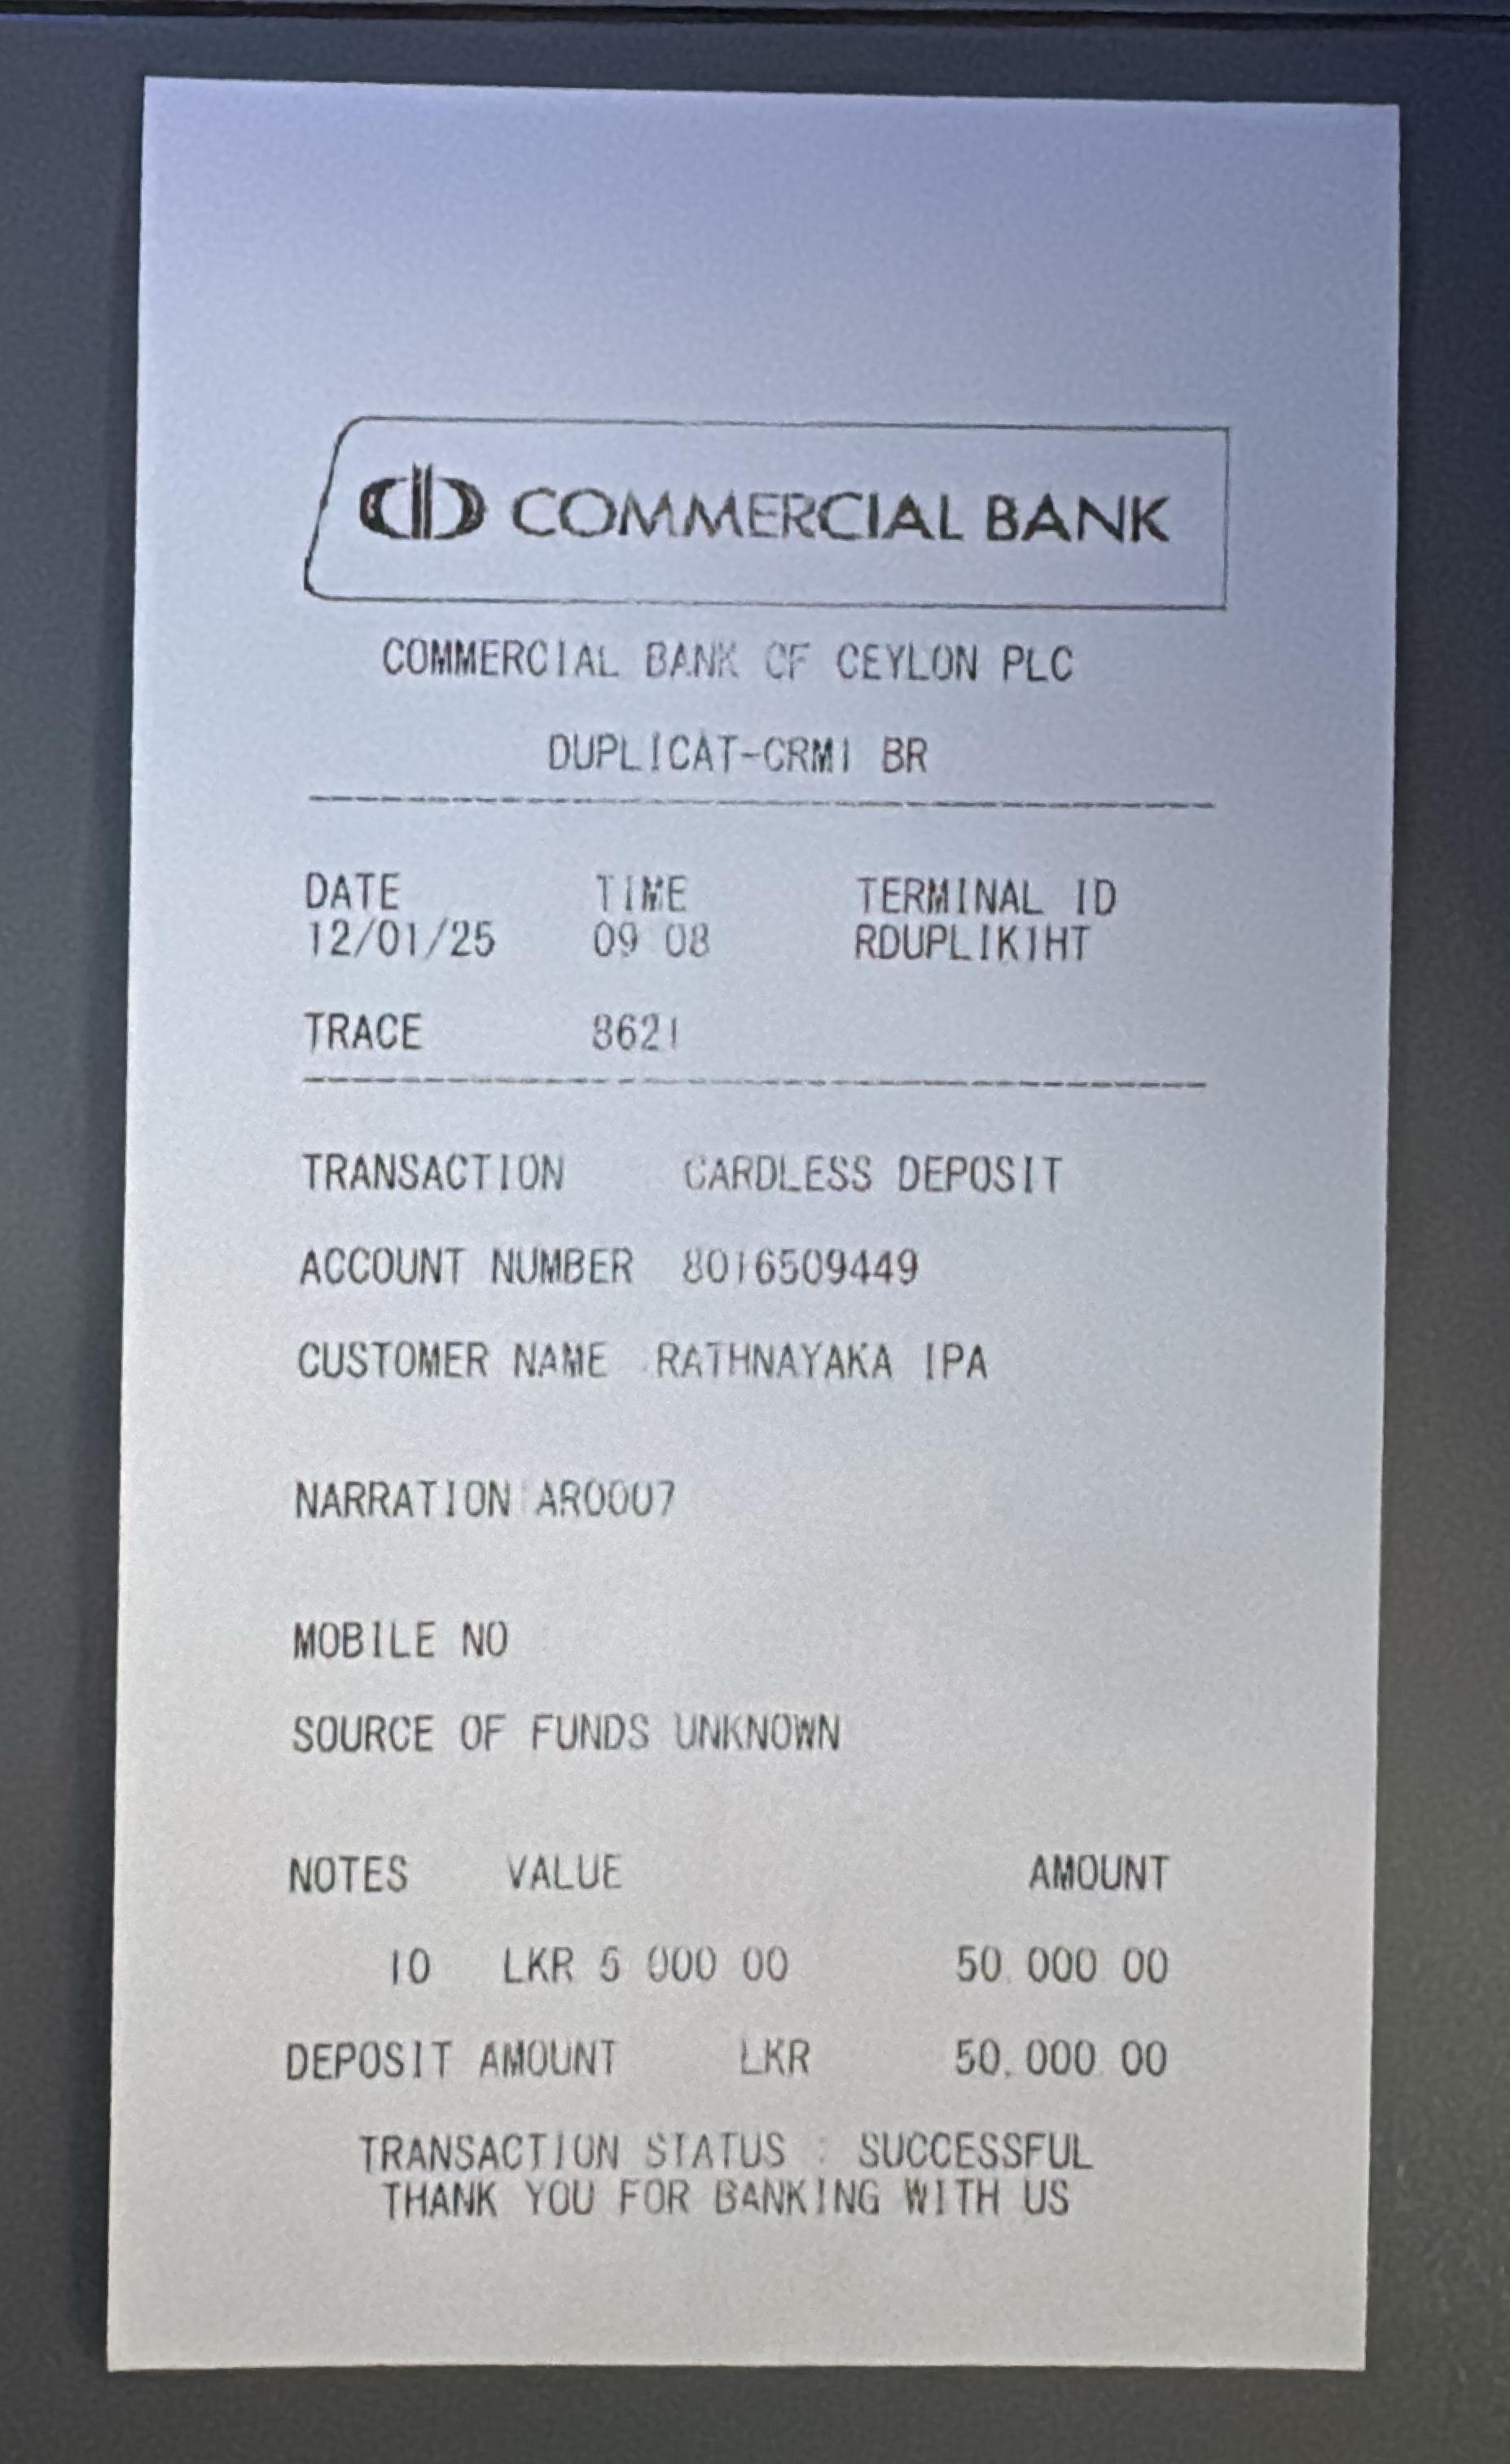 COMMERCIAL BANK
COMMERCIAL BANK OF CEYLON PLC
DUPLICAT-CRM1 BR
DATE TIME TERMINAL ID
12/01/25 09 08 RDUPLIK1HT
TRACE 8621
TRANSACTION CARDLESS DEPOSIT
ACCOUNT NUMBER 8016509449
CUSTOMER NAME RATHNAYAKA IPA
NARRATION AR0007
MOBILE NO
SOURCE OF FUNDS UNKNOWN
NOTES VALUE AMOUNT
10 LKR 5 000 00 50 000 00
DEPOSIT AMOUNT LKR 50,000 00
TRANSACTION STATUS : SUCCESSFUL
THANK YOU FOR BANKING WITH US